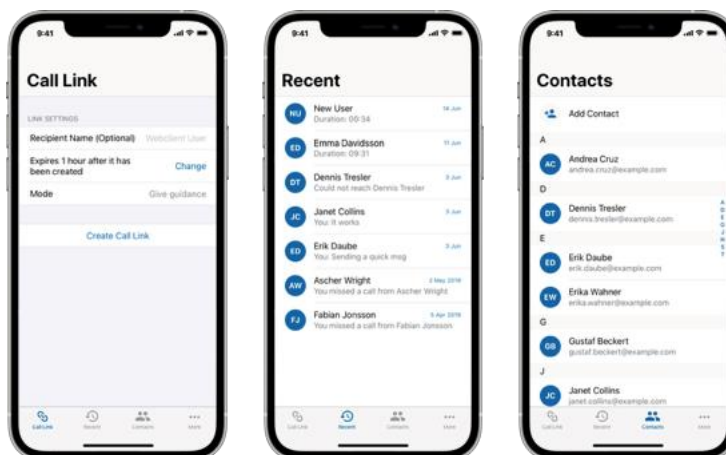 9:41
Call Link
LINK SETTINGS
Recipient Name (Optional) Webclient User
Expires 1 hour after it has
been created
Change
Mode Give guidance
Create Call Link
Call Link Recent Contacts More
9:41
Recent
NU New User 14 Jun
Duration: 00:34
ED Emma Davidsson 11 Jun
Duration: 09:31
DT Dennis Tresler 3 Jun
Could not reach Dennis Tresler
JC Janet Collins 3 Jun
You: It works
ED Erik Daube 3 Jun
You: Sending a quick msg
AW Ascher Wright 2 May 2019
You missed a call from Ascher Wright
FJ Fabian Jonsson 5 Apr 2019
You missed a call from Fabian Jonsson
Call Link Recent Contacts More
9:41
Contacts
Add Contact
A
AC Andrea Cruz
andrea.cruz@example.com
D
DT Dennis Tresler
dennis.tresler@example.com
E
ED Erik Daube
erik.daube@example.com
EW Erika Wahner
erika.wahner@example.com
G
GB Gustaf Beckert
gustaf.beckert@example.com
J
JC Janet Collins
janet.collins@example.com
Call Link Recent Contacts More